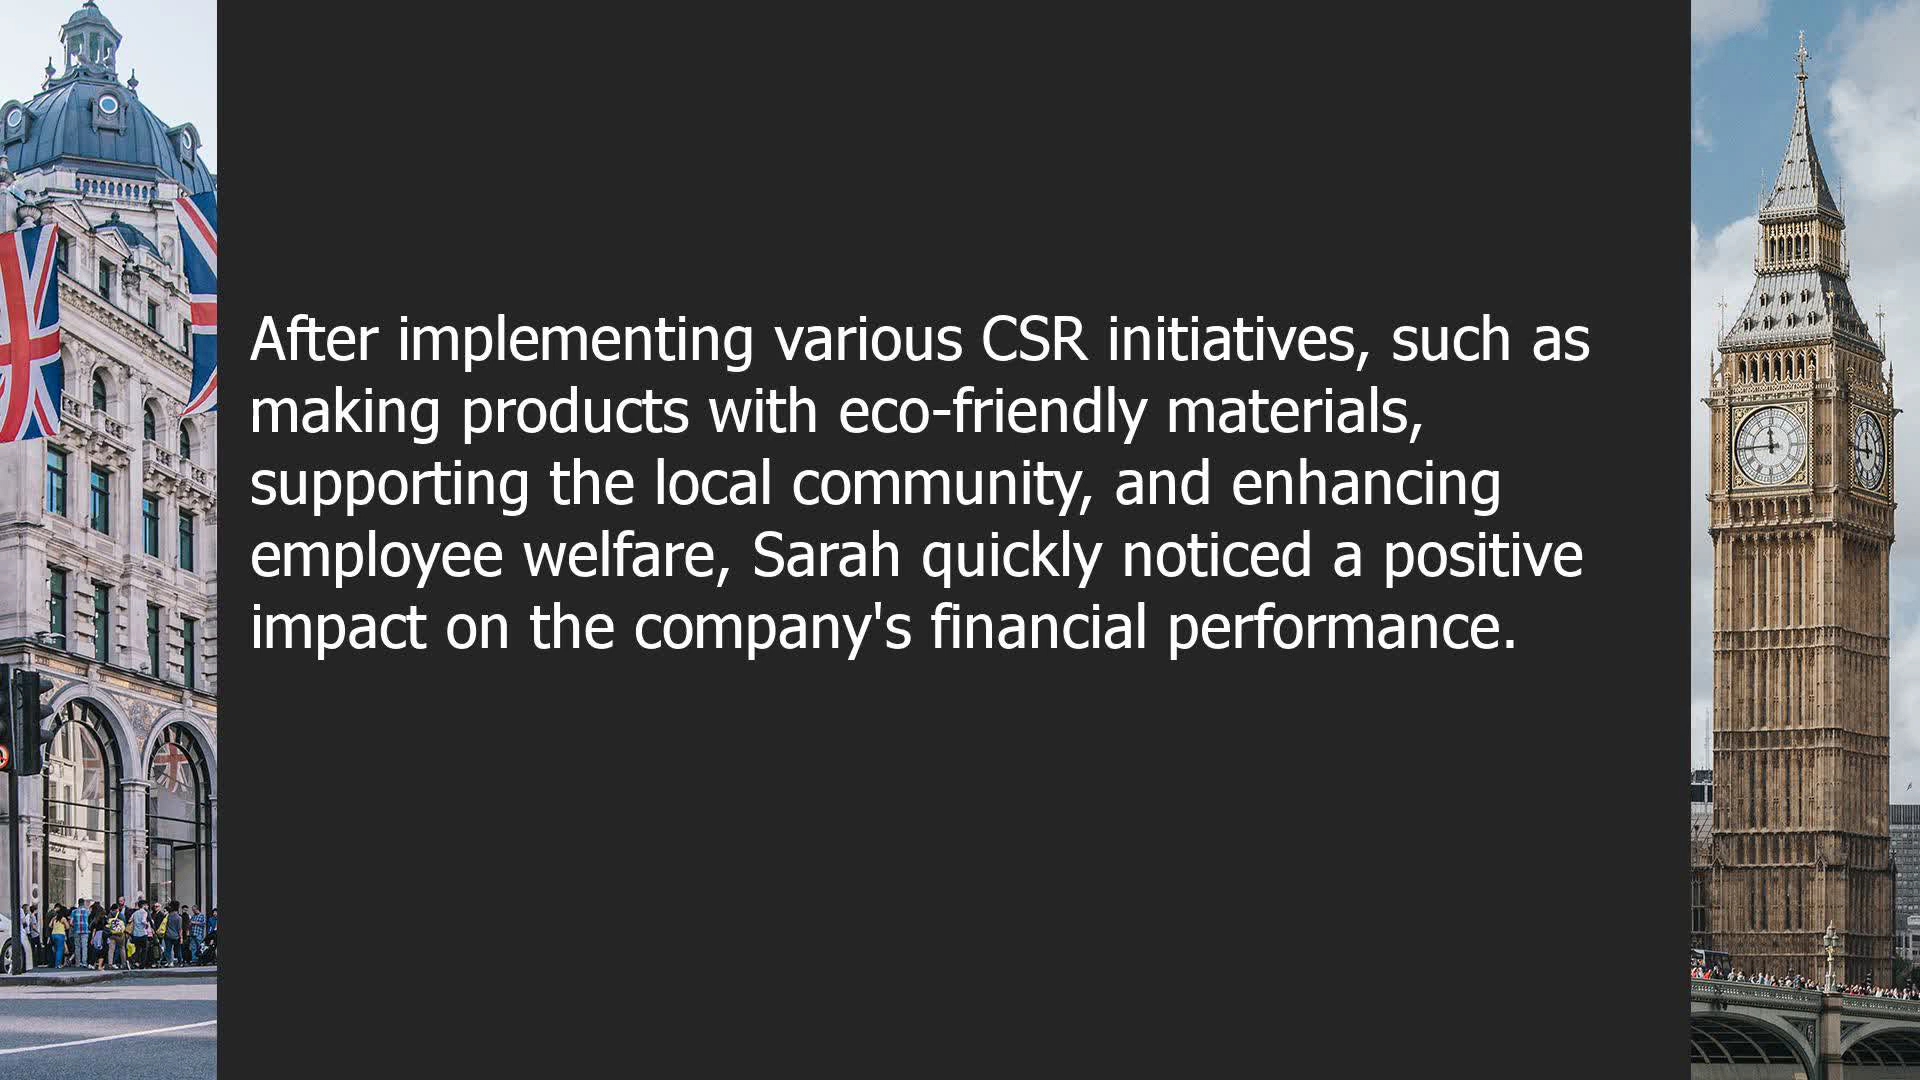 After implementing various CSR initiatives, such as
making products with eco-friendly materials,
supporting the local community, and enhancing
employee welfare, Sarah quickly noticed a positive
impact on the company's financial performance.